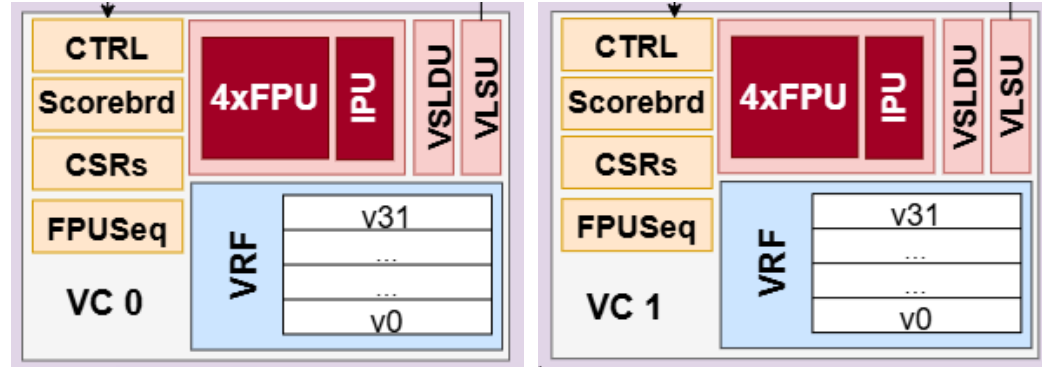 CTRL
Scorebrd
CSRs
FPUSeq
VC 0
4xFPU
IPU
VSLDU
VLSU
VRF
v31
...
...
v0
CTRL
Scorebrd
CSRs
FPUSeq
VC 1
4xFPU
IPU
VSLDU
VLSU
VRF
v31
...
...
v0